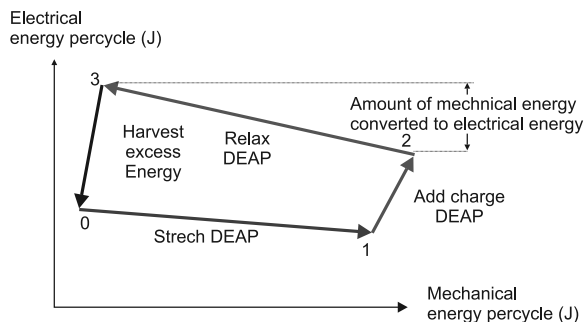 Electrical
energy percycle (J)
3
Amount of mechnical energy
converted to electrical energy
Harvest
excess
Energy
Relax
DEAP
2
Add charge
DEAP
0
Strech DEAP
1
Mechanical
energy percycle (J)